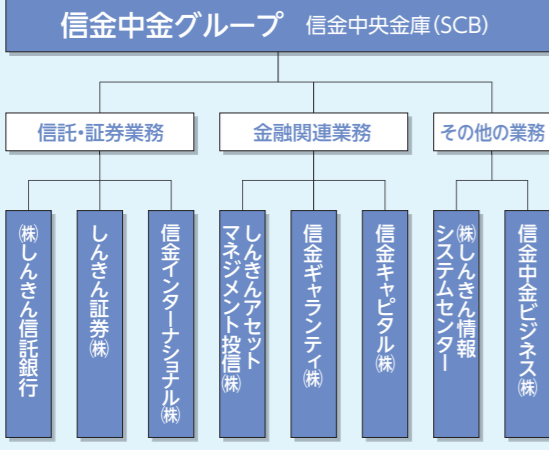 信金中金グループ 信金中央金庫(SCB)
信託・証券業務
金融関連業務
その他の業務
㈱しんきん信託銀行
しんきん証券㈱
信金インターナショナル㈱
しんきんアセット
マネジメント投信㈱
信金ギャランティ㈱
信金キャピタル㈱
㈱しんきん情報
システムセンター
信金中金ビジネス㈱